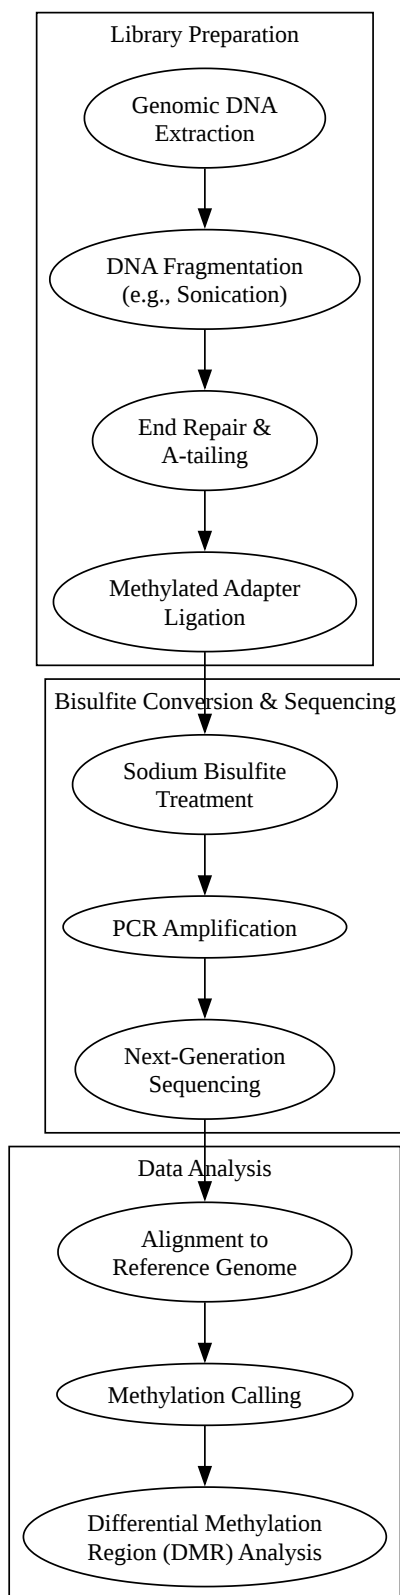 Library Preparation
Genomic DNA
Extraction
DNA Fragmentation
(e.g., Sonication)
End Repair &
A-tailing
Methylated Adapter
Ligation
Bisulfite Conversion & Sequencing
Sodium Bisulfite
Treatment
PCR Amplification
Next-Generation
Sequencing
Data Analysis
Alignment to
Reference Genome
Methylation Calling
Differential Methylation
Region (DMR) Analysis